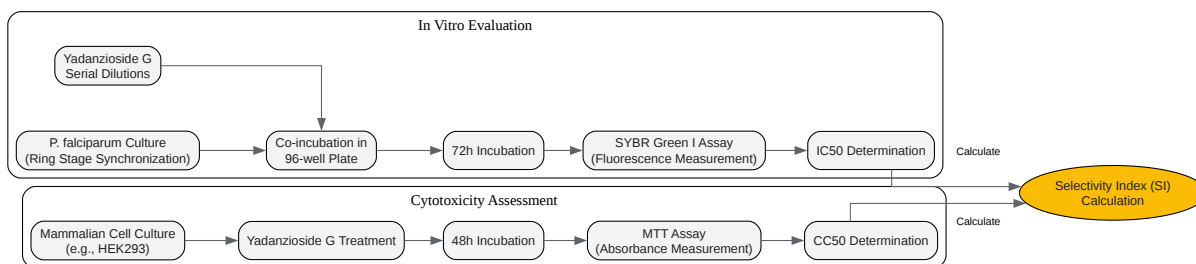 In Vitro Evaluation
Yadanzioside G
Serial Dilutions
P. falciparum Culture
(Ring Stage Synchronization)
Co-incubation in
96-well Plate
72h Incubation
SYBR Green I Assay
(Fluorescence Measurement)
IC50 Determination
Calculate
Selectivity Index (SI)
Calculation
Cytotoxicity Assessment
Mammalian Cell Culture
(e.g., HEK293)
Yadanzioside G Treatment
48h Incubation
MTT Assay
(Absorbance Measurement)
CC50 Determination
Calculate